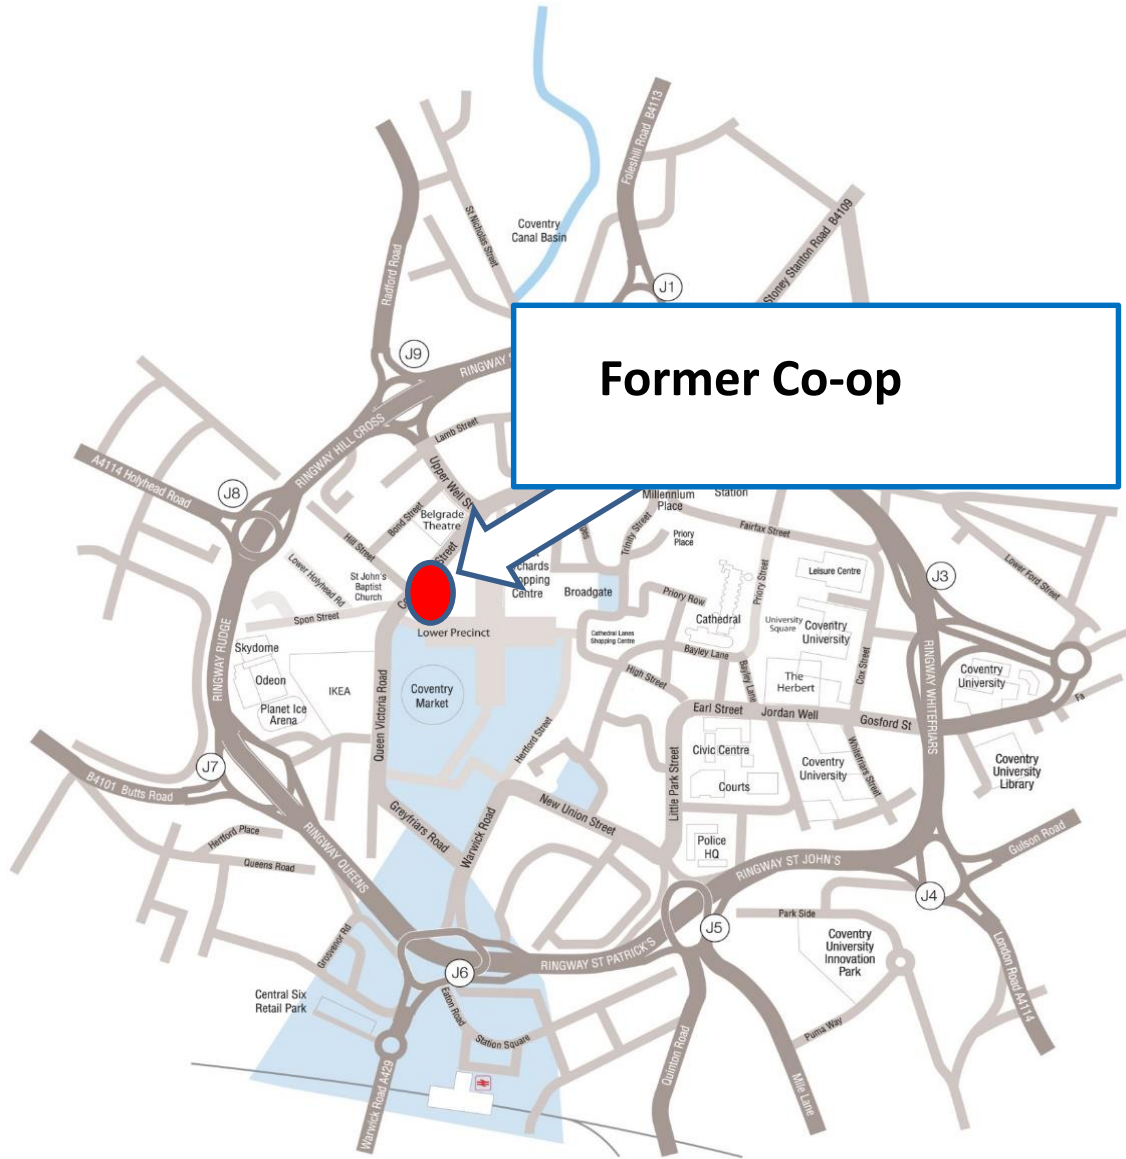 Foleshill Road B4113
Stoney Stanton Road B4109
St Nicholas Street
Coventry
Canal Basin
Radford Road
J1
J9
Former Co-op
RINGWAY
Lamb Street
RINGWAY HILL CROSS
A4114 Holyhead Road
J8
Upper Well St
Bond Street
Belgrade
Theatre
Hill Street
Street
Millennium
Place
Station
Trinity Street
Fairfax Street
Priory
Place
Lower Holyhead Rd
St John's
Baptist
Church
Centre
Broadgate
Priory Row
Priory Street
Leisure Centre
J3
Lower Ford Street
Spon Street
Lower Precinct
Cathedral Lanes
Shopping Centre
Cathedral
University
Square
Coventry
University
RINGWAY RUDGE
Skydome
Odeon
Planet Ice
Arena
IKEA
Queen Victoria Road
Coventry
Market
High Street
Bayley Lane
Bayley Lane
The
Herbert
Cox Street
RINGWAY WHITEFRIARS
Coventry
University
Hertford Street
Earl Street
Jordan Well
Gosford St
Civic Centre
Courts
Little Park Street
Coventry
University
Whitefriars Street
Coventry
University
Library
J7
B4101 Butts Road
Greyfriars Road
Warwick Road
New Union Street
Hertford Place
Queens Road
RINGWAY QUEENS
Police
HQ
RINGWAY ST JOHN'S
Gulson Road
J4
Park Side
J5
Coventry
University
Innovation
Park
London Road A4114
Grosvenor Rd
J6
RINGWAY ST PATRICK'S
Central Six
Retail Park
Eaton Road
Station Square
Puma Way
Warwick Road A429
Quinton Road
Mile Lane